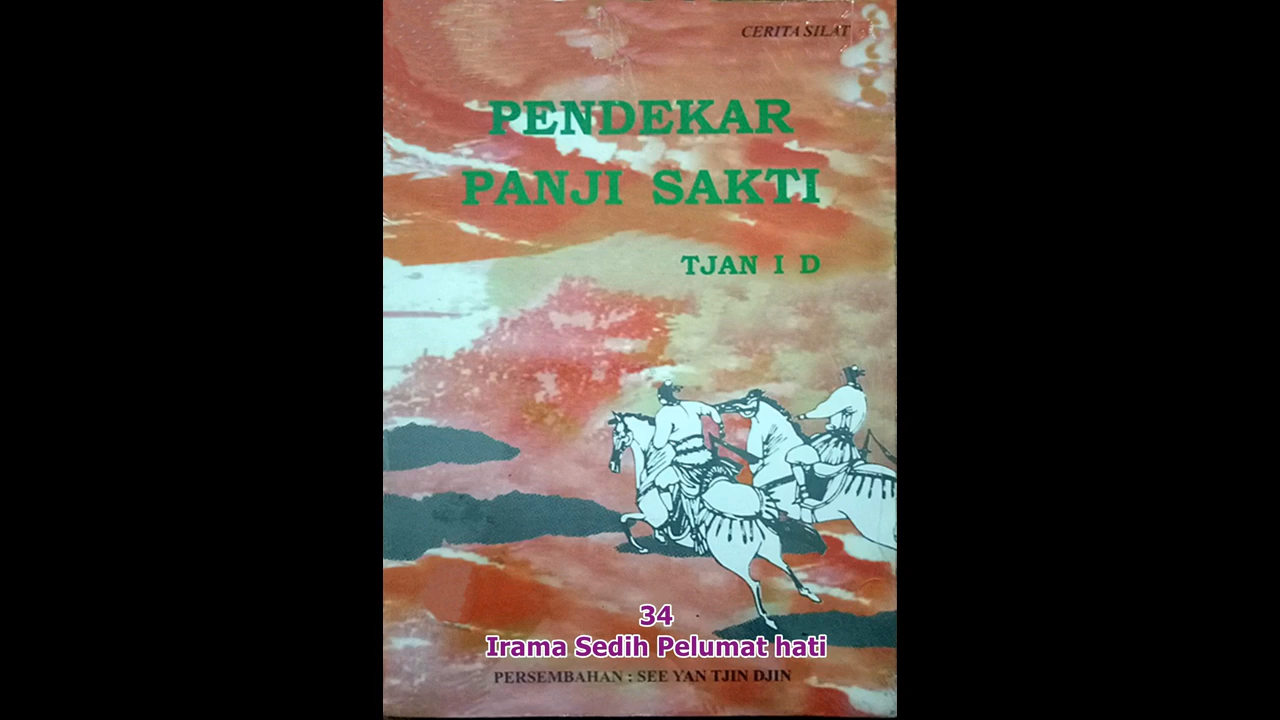 CERITA SILAT
PENDEKAR
PANJI SAKTI
TJAN I D
34
Irama Sedih Pelumat hati
PERSEMBAHAN : SEE YAN TJIN DJIN